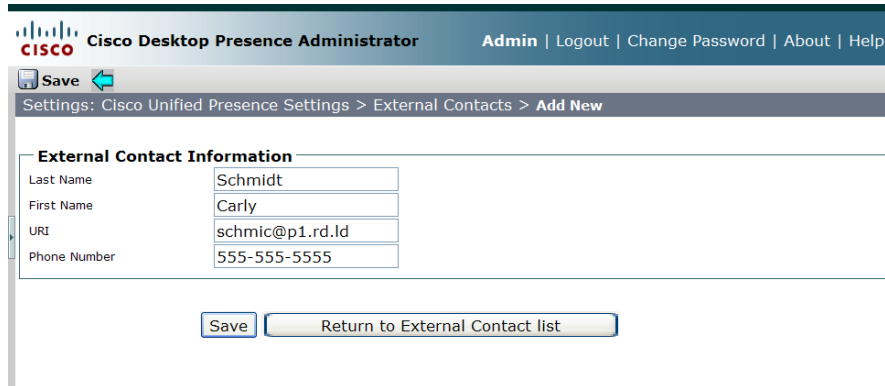 CISCO Cisco Desktop Presence Administrator Admin | Logout | Change Password | About | Help
Save
Settings: Cisco Unified Presence Settings > External Contacts > Add New
External Contact Information
Last Name Schmidt
First Name Carly
URI schmic@p1.rd.ld
Phone Number 555-555-5555
Save Return to External Contact list